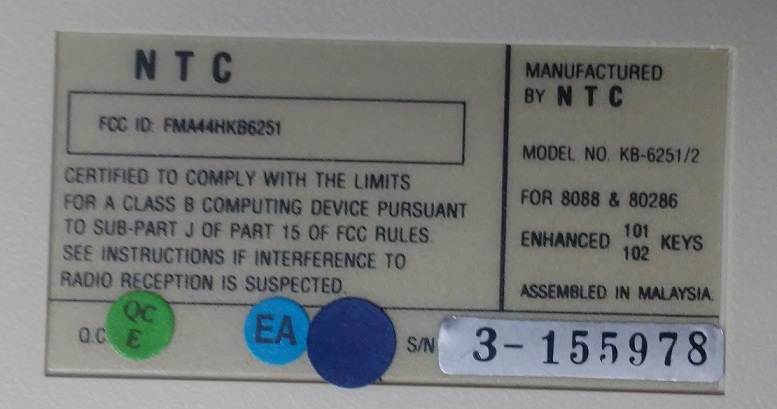 NTC
FCC ID: FMA44HKB6251
CERTIFIED TO COMPLY WITH THE LIMITS
FOR A CLASS B COMPUTING DEVICE PURSUANT
TO SUB-PART J OF PART 15 OF FCC RULES.
SEE INSTRUCTIONS IF INTERFERENCE TO
RADIO RECEPTION IS SUSPECTED.
MANUFACTURED
BY NTC
MODEL NO. KB-6251/2
FOR 8088 & 80286
ENHANCED 101 KEYS
102
ASSEMBLED IN MALAYSIA.
Q.C
QC
E
EA
S/N
3-155978